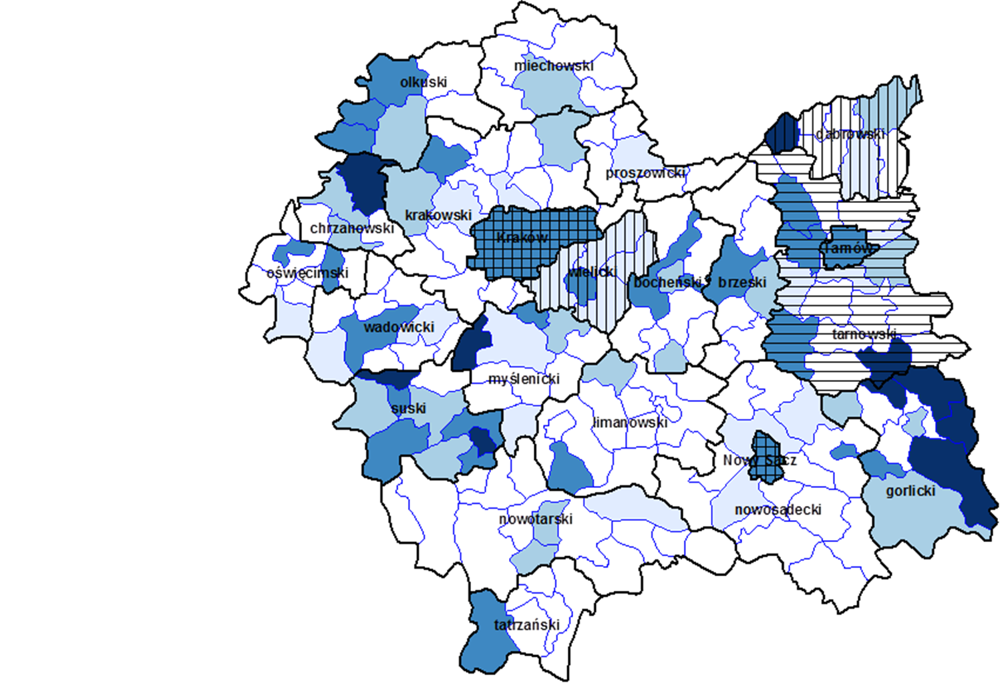 miechowski
olkuski
dabrowski
proszowicki
krakowski
chrzanowski
Kraków
Tarnów
oświęcimski
wielicki
bocheński
brzeski
wadowicki
tarnowski
myślenicki
suski
limanowski
Nowy Sącz
gorlicki
nowosądecki
nowotarski
tatrzański